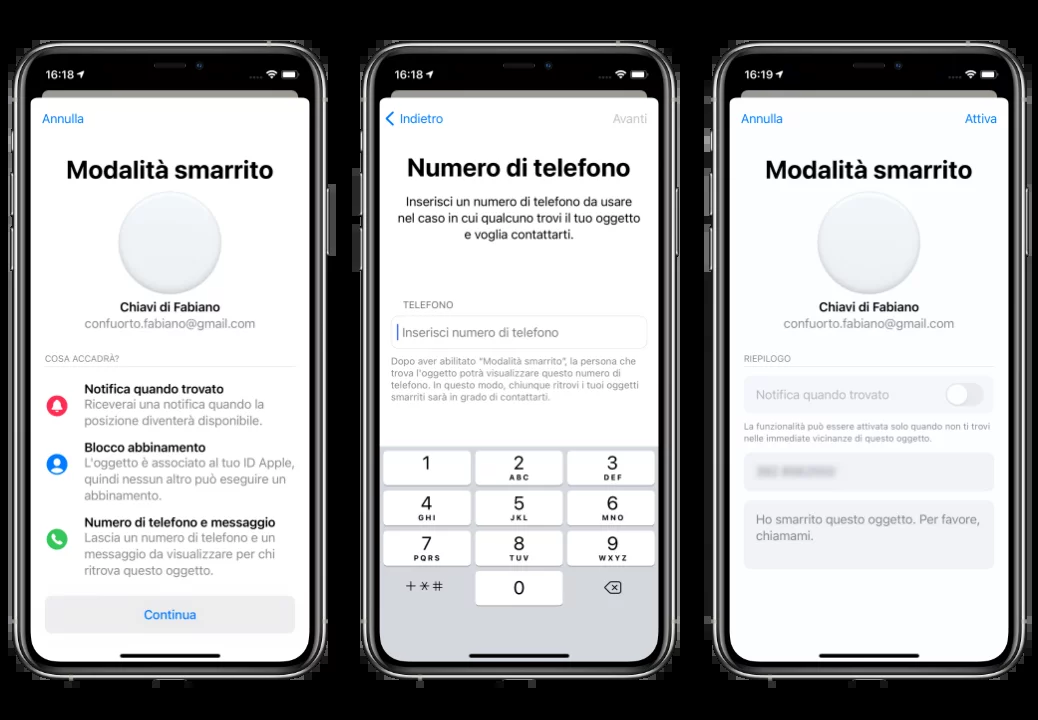 16:18
Annulla
Modalità smarrito
Chiavi di Fabiano
confuorto.fabiano@gmail.com
COSA ACCADRÀ?
Notifica quando trovato
Riceverai una notifica quando la
posizione diventerà disponibile.
Blocco abbinamento
L'oggetto è associato al tuo ID Apple,
quindi nessun altro può eseguire un
abbinamento.
Numero di telefono e messaggio
Lascia un numero di telefono e un
messaggio da visualizzare per chi
ritrova questo oggetto.
Continua
16:18
Indietro
Avanti
Numero di telefono
Inserisci un numero di telefono da usare
nel caso in cui qualcuno trovi il tuo oggetto
e voglia contattarti.
TELEFONO
Inserisci numero di telefono
Dopo aver abilitato "Modalità smarrito", la persona che
trova l'oggetto potrà visualizzare questo numero di
telefono. In questo modo, chiunque ritrovi i tuoi oggetti
smarriti sarà in grado di contattarti.
1
2
ABC
3
DEF
4
GHI
5
JKL
6
MNO
7
PQRS
8
TUV
9
WXYZ
+*#
0
16:19
Annulla
Attiva
Modalità smarrito
Chiavi di Fabiano
confuorto.fabiano@gmail.com
RIEPILOGO
Notifica quando trovato
La funzionalità può essere attivata solo quando non ti trovi
nelle immediate vicinanze di questo oggetto.
Ho smarrito questo oggetto. Per favore,
chiamami.